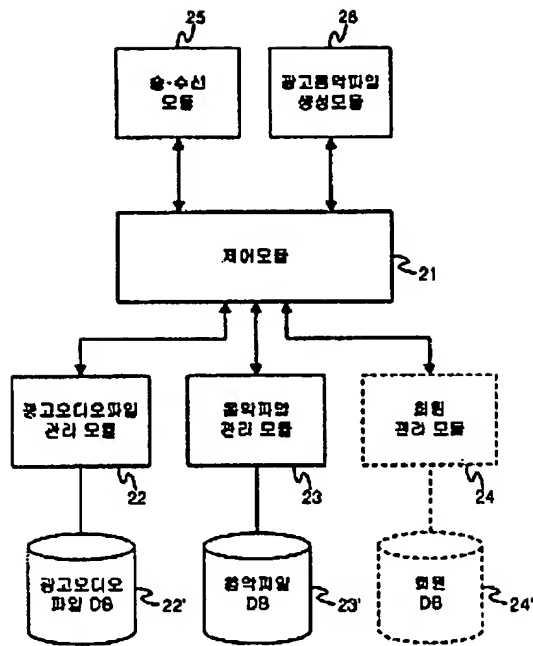 25
26
송·수신
모듈
광고음악파일
생성모듈
제어모듈
21
광고오디오파일
관리 모듈
음악파일
관리 모듈
회원
관리 모듈
22
23
24
광고오디오
파일 DB
22'
음악파일
DB
23'
회원
DB
24'